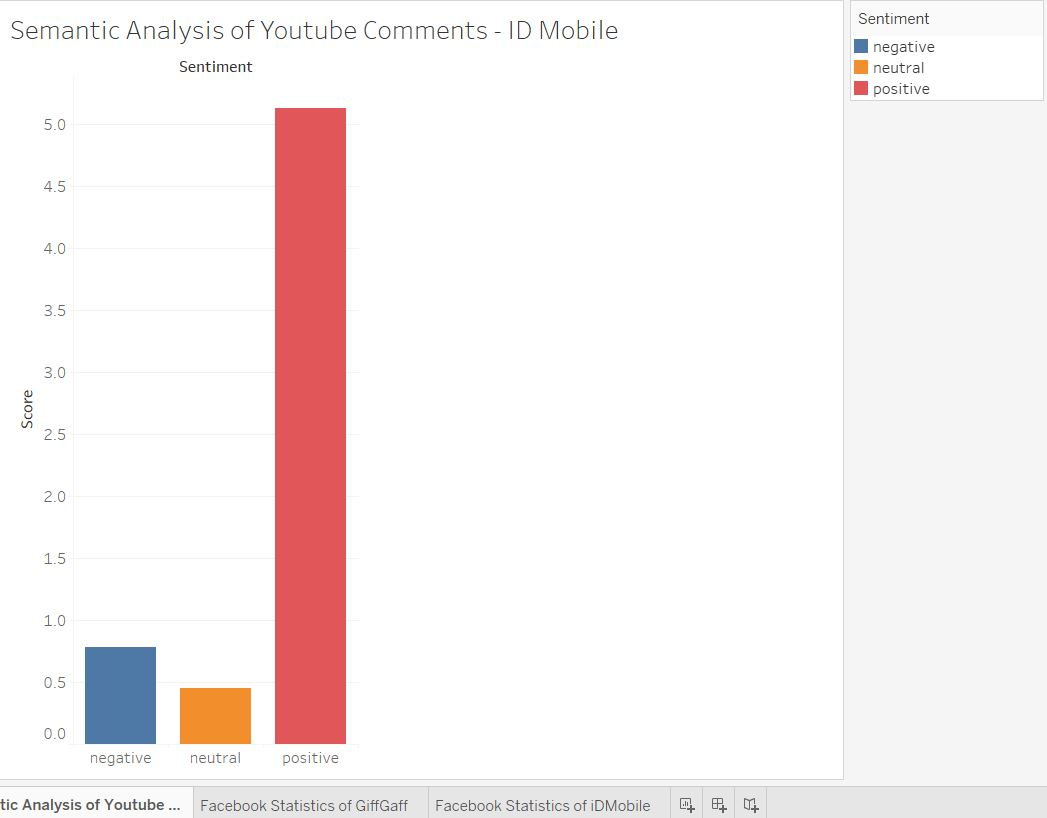 Semantic Analysis of Youtube Comments - ID Mobile
Sentiment
5.0
4.5
4.0
3.5
3.0
2.5
2.0
1.5
1.0
0.5
0.0
Score
negative neutral positive
Sentiment
negative
neutral
positive
tic Analysis of Youtube ... Facebook Statistics of GiffGaff Facebook Statistics of iDMobile